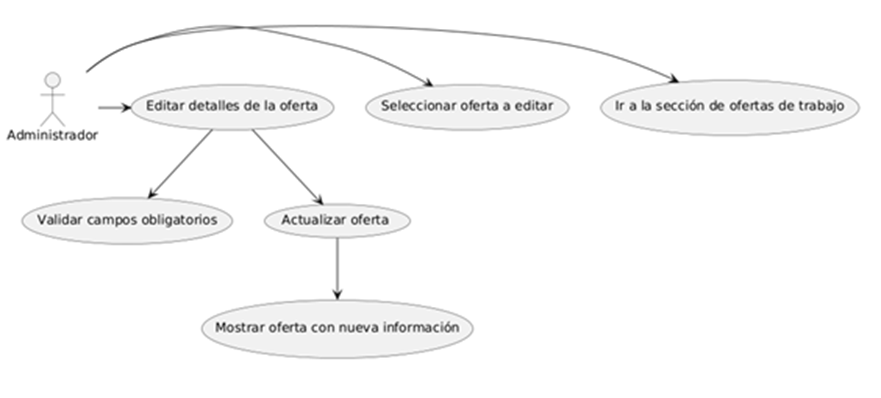 Administrador
Editar detalles de la oferta
Seleccionar oferta a editar
Ir a la sección de ofertas de trabajo
Validar campos obligatorios
Actualizar oferta
Mostrar oferta con nueva información